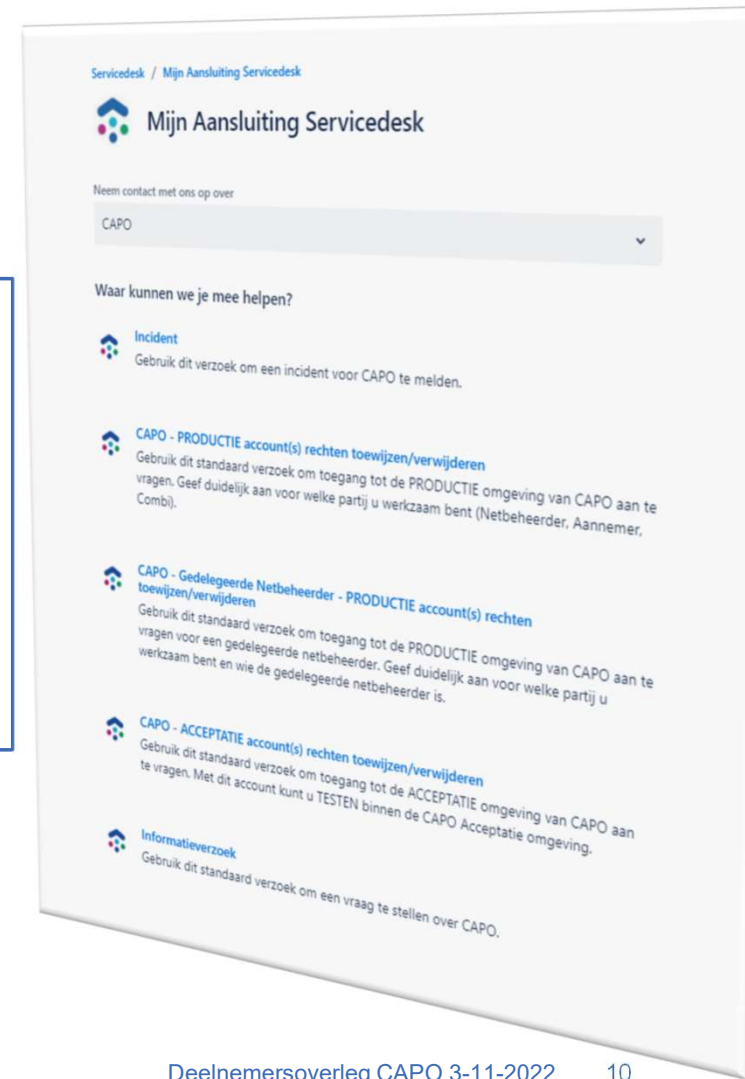 Servicedesk / Mijn Aansluiting Servicedesk
Mijn Aansluiting Servicedesk
Neem contact met ons op over
CAPO
Waar kunnen we je mee helpen?
Incident
Gebruik dit verzoek om een incident voor CAPO te melden.
CAPO - PRODUCTIE account(s) rechten toewijzen/verwijderen
Gebruik dit standaard verzoek om toegang tot de PRODUCTIE omgeving van CAPO aan te
vragen. Geef duidelijk aan voor welke partij u werkzaam bent (Netbeheerder, Aannemer,
Combi).
CAPO - Gedelegeerde Netbeheerder - PRODUCTIE account(s) rechten
toewijzen/verwijderen
Gebruik dit standaard verzoek om toegang tot de PRODUCTIE omgeving van CAPO aan te
vragen voor een gedelegeerde netbeheerder. Geef duidelijk aan voor welke partij u
werkzaam bent en wie de gedelegeerde netbeheerder is.
CAPO - ACCEPTATIE account(s) rechten toewijzen/verwijderen
Gebruik dit standaard verzoek om toegang tot de ACCEPTATIE omgeving van CAPO aan
te vragen. Met dit account kunt u TESTEN binnen de CAPO Acceptatie omgeving.
Informatieverzoek
Gebruik dit standaard verzoek om een vraag te stellen over CAPO.
Deelnemersoverleg CAPO 3-11-2022 10